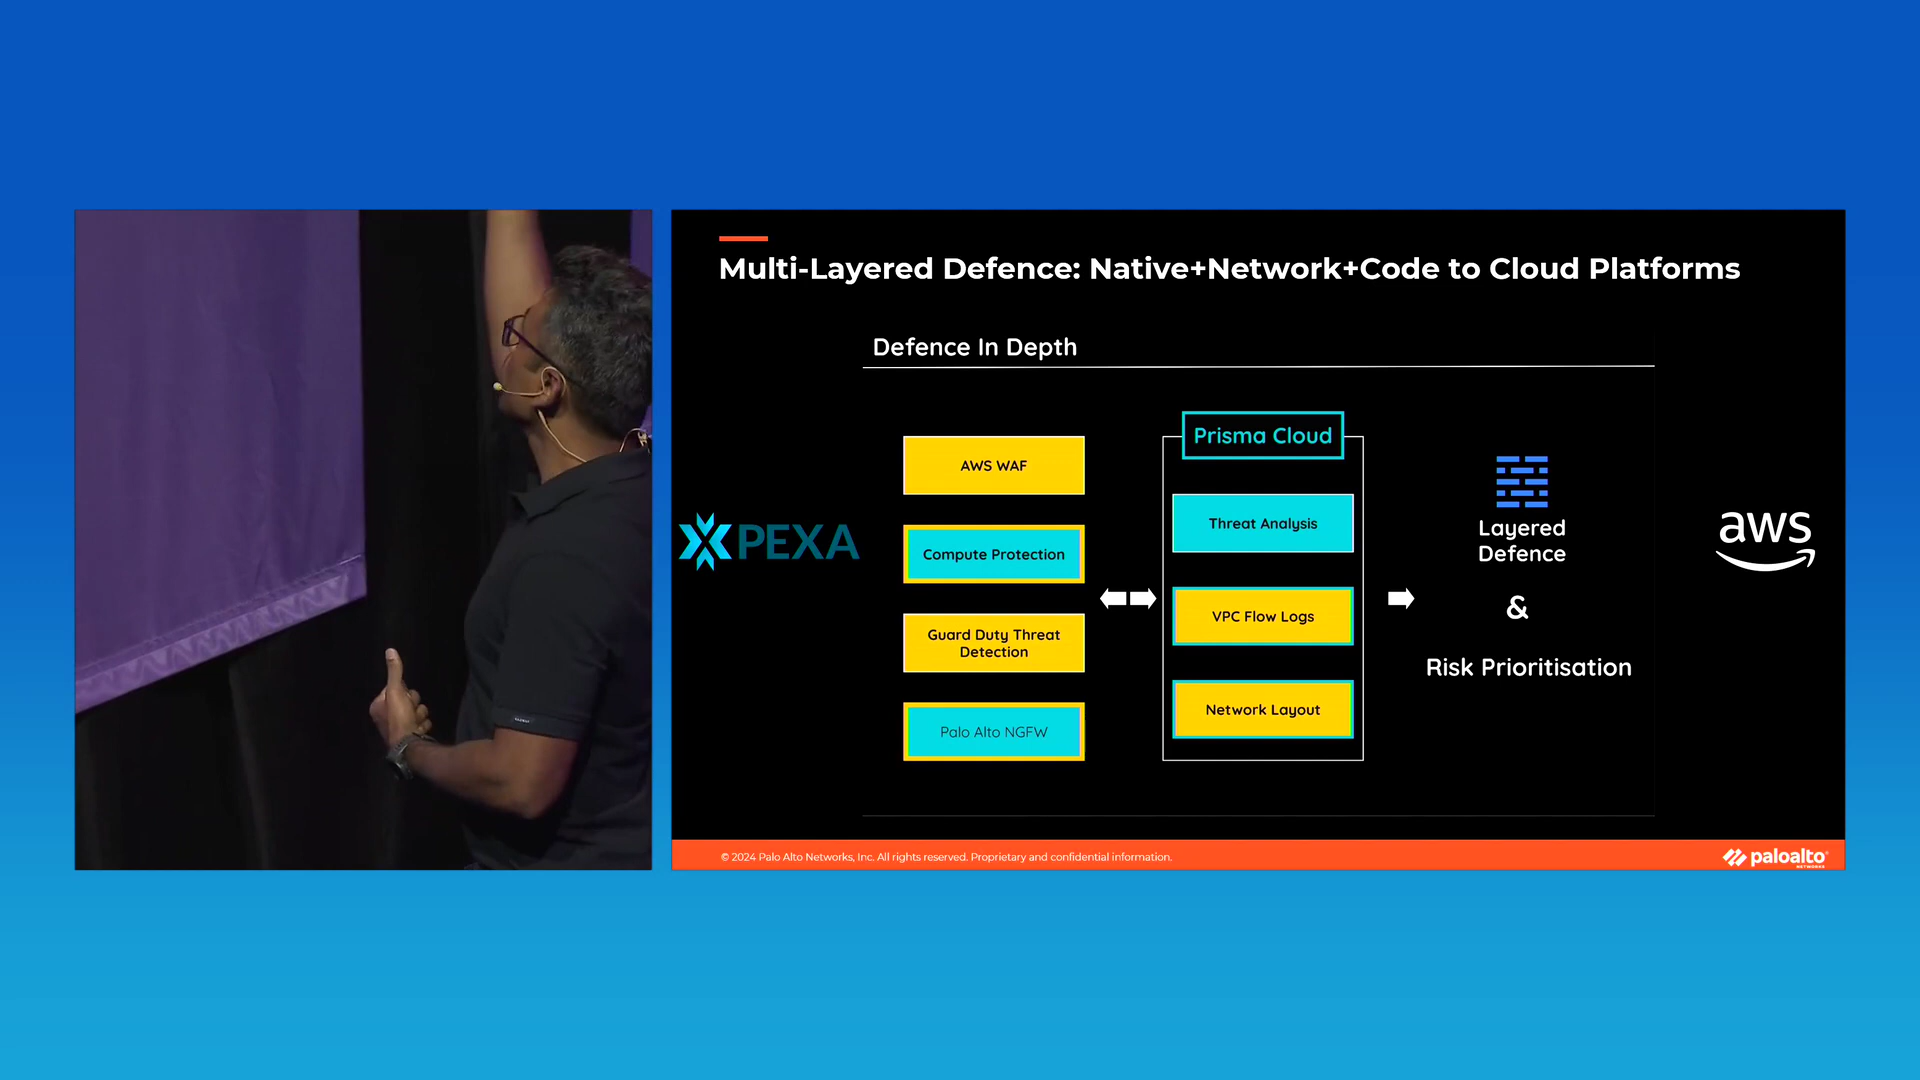 Multi-Layered Defence: Native+Network+Code to Cloud Platforms
Defence In Depth
PEXA
AWS WAF
Compute Protection
Guard Duty Threat
Detection
Palo Alto NGFW
Prisma Cloud
Threat Analysis
VPC Flow Logs
Network Layout
Layered
Defence
&
Risk Prioritisation
aws
© 2024 Palo Alto Networks, Inc. All rights reserved. Proprietary and confidential information.
paloalto
NETWORKS